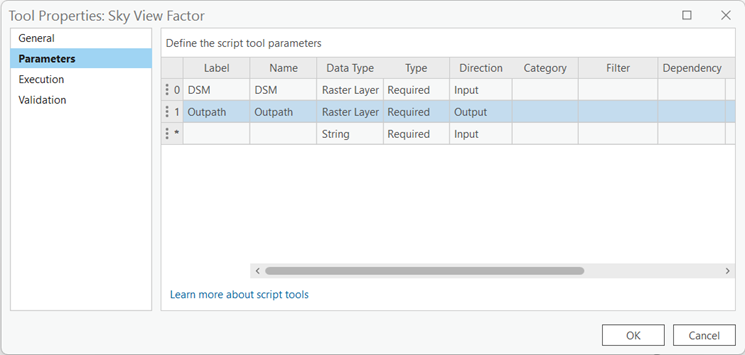 Tool Properties: Sky View Factor
General
Parameters
Execution
Validation
Define the script tool parameters
Label Name Data Type Type Direction Category Filter Dependency
0 DSM DSM Raster Layer Required Input
1 Outpath Outpath Raster Layer Required Output
* String Required Input
Learn more about script tools
OK Cancel